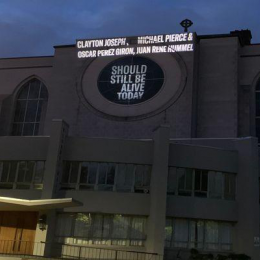 CLAYTON JOSEPH, MICHAEL PIERCE &
OSCAR PEREZ GIRON, JUAN RENE HUMMEL
SHOULD
STILL BE
ALIVE
TODAY